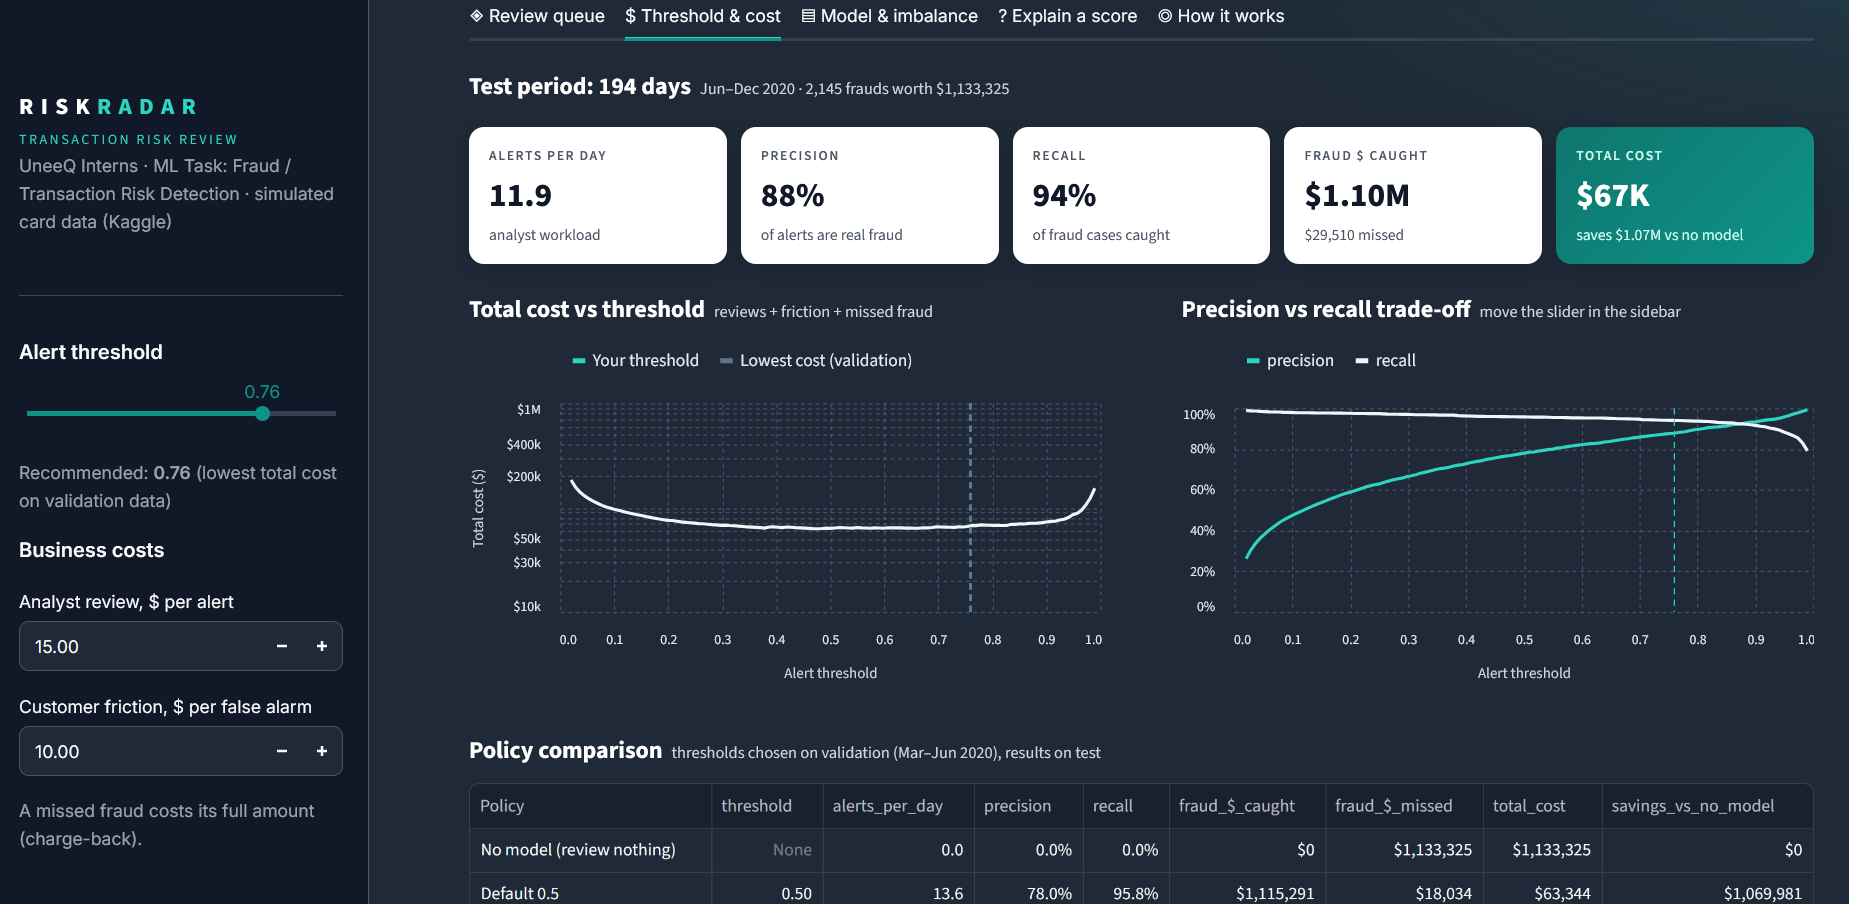 ◈ Review queue $ Threshold & cost ▤ Model & imbalance ? Explain a score ◎ How it works
RISKRADAR
TRANSACTION RISK REVIEW
UneeQ Interns · ML Task: Fraud /
Transaction Risk Detection · simulated
card data (Kaggle)
Alert threshold
0.76
Recommended: 0.76 (lowest total cost
on validation data)
Business costs
Analyst review, $ per alert
15.00 − +
Customer friction, $ per false alarm
10.00 − +
A missed fraud costs its full amount
(charge-back).
Test period: 194 days Jun–Dec 2020 · 2,145 frauds worth $1,133,325
ALERTS PER DAY
11.9
analyst workload
PRECISION
88%
of alerts are real fraud
RECALL
94%
of fraud cases caught
FRAUD $ CAUGHT
$1.10M
$29,510 missed
TOTAL COST
$67K
saves $1.07M vs no model
Total cost vs threshold reviews + friction + missed fraud
Your threshold Lowest cost (validation)
Total cost ($)
$1M
$400k
$200k
$50k
$30k
$10k
0.0 0.1 0.2 0.3 0.4 0.5 0.6 0.7 0.8 0.9 1.0
Alert threshold
Precision vs recall trade-off move the slider in the sidebar
precision recall
100%
80%
60%
40%
20%
0%
0.0 0.1 0.2 0.3 0.4 0.5 0.6 0.7 0.8 0.9 1.0
Alert threshold
Policy comparison thresholds chosen on validation (Mar–Jun 2020), results on test
Policy threshold alerts_per_day precision recall fraud_$_caught fraud_$_missed total_cost savings_vs_no_model
No model (review nothing) None 0.0 0.0% 0.0% $0 $1,133,325 $1,133,325 $0
Default 0.5 0.50 13.6 78.0% 95.8% $1,115,291 $18,034 $63,344 $1,069,981